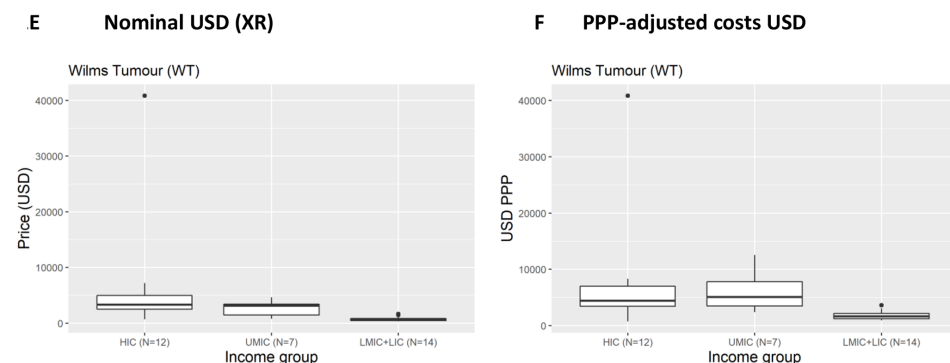 .E Nominal USD (XR)
Wilms Tumour (WT)
Price (USD)
40000
30000
20000
10000
0
HIC (N=12) UMIC (N=7) LMIC+LIC (N=14)
Income group
F PPP-adjusted costs USD
Wilms Tumour (WT)
USD PPP
40000
30000
20000
10000
0
HIC (N=12) UMIC (N=7) LMIC+LIC (N=14)
Income group